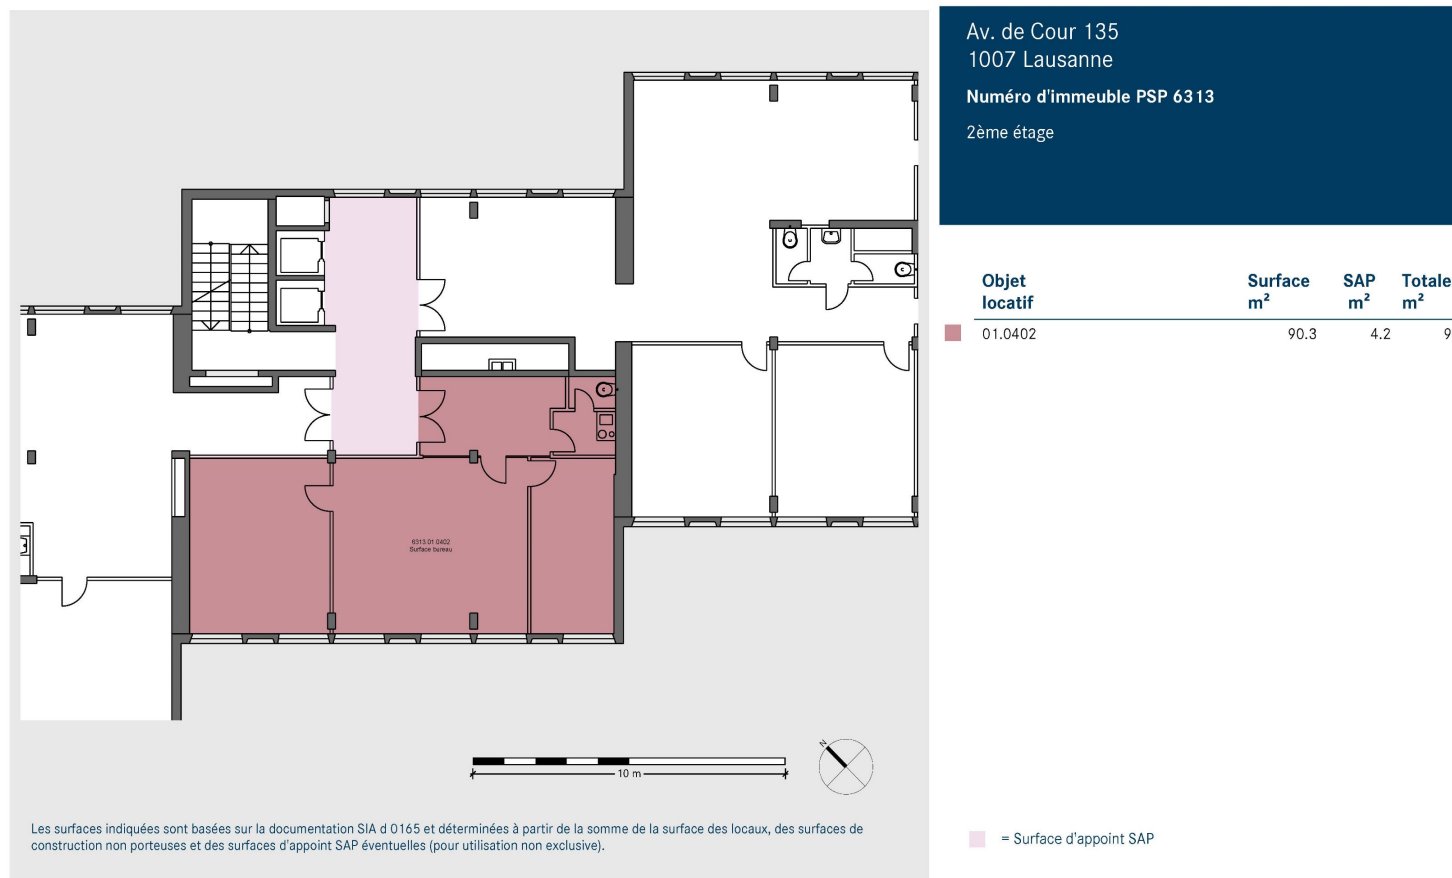 Av. de Cour 135
1007 Lausanne
Numéro d'immeuble PSP 6313
2ème étage
Objet locatif Surface m² SAP m² Totale m²
01.0402 90.3 4.2 9
6313.01.0402
Surface bureau
10 m
N
Les surfaces indiquées sont basées sur la documentation SIA d 0165 et déterminées à partir de la somme de la surface des locaux, des surfaces de
construction non porteuses et des surfaces d'appoint SAP éventuelles (pour utilisation non exclusive).
= Surface d'appoint SAP